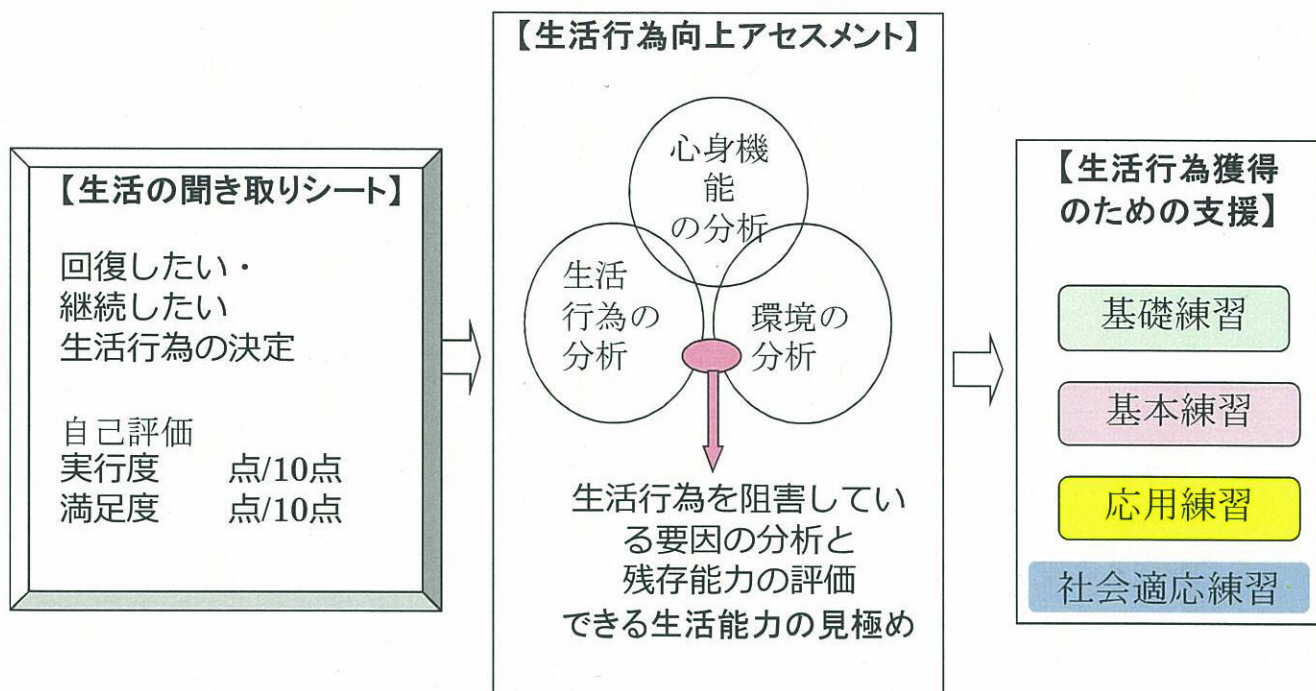 【生活の聞き取りシート】
回復したい・
継続したい
生活行為の決定
自己評価
実行度 点/10点
満足度 点/10点
【生活行為向上アセスメント】
心身機
能
の分析
生活
行為の
分析
環境の
分析
生活行為を阻害してい
る要因の分析と
残存能力の評価
できる生活能力の見極め
【生活行為獲得
のための支援】
基礎練習
基本練習
応用練習
社会適応練習